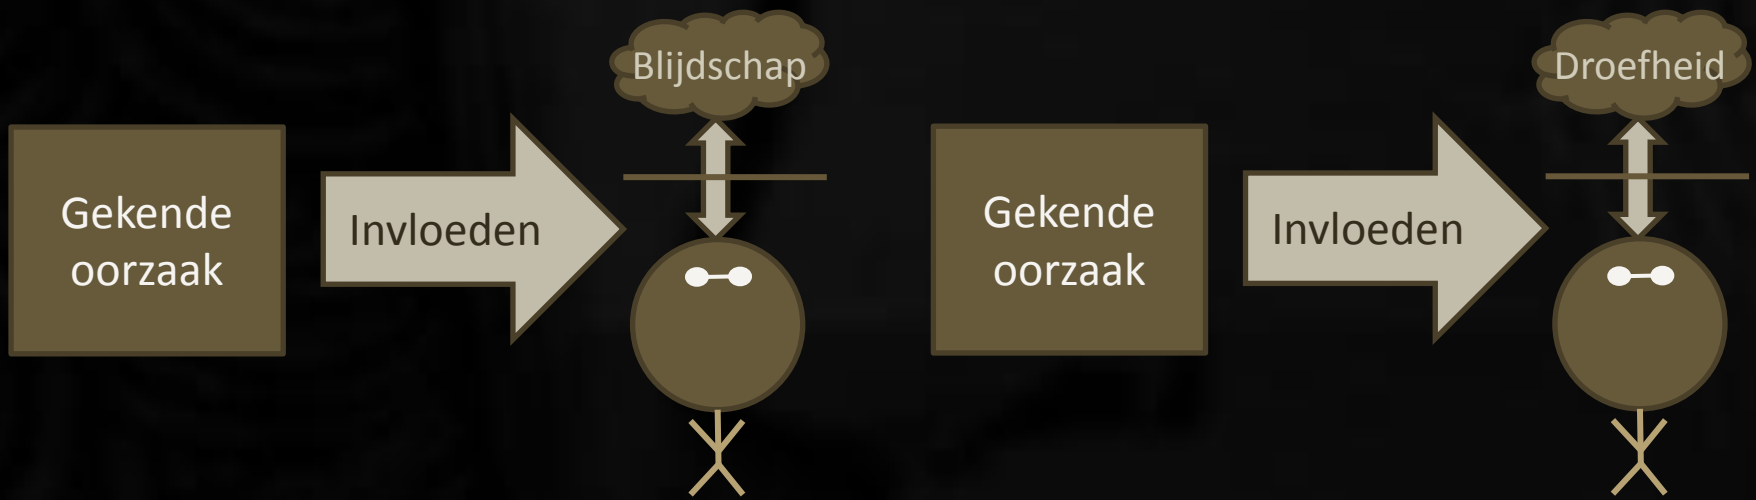 Blijdschap
Gekende
oorzaak
Invloeden
Droefheid
Gekende
oorzaak
Invloeden